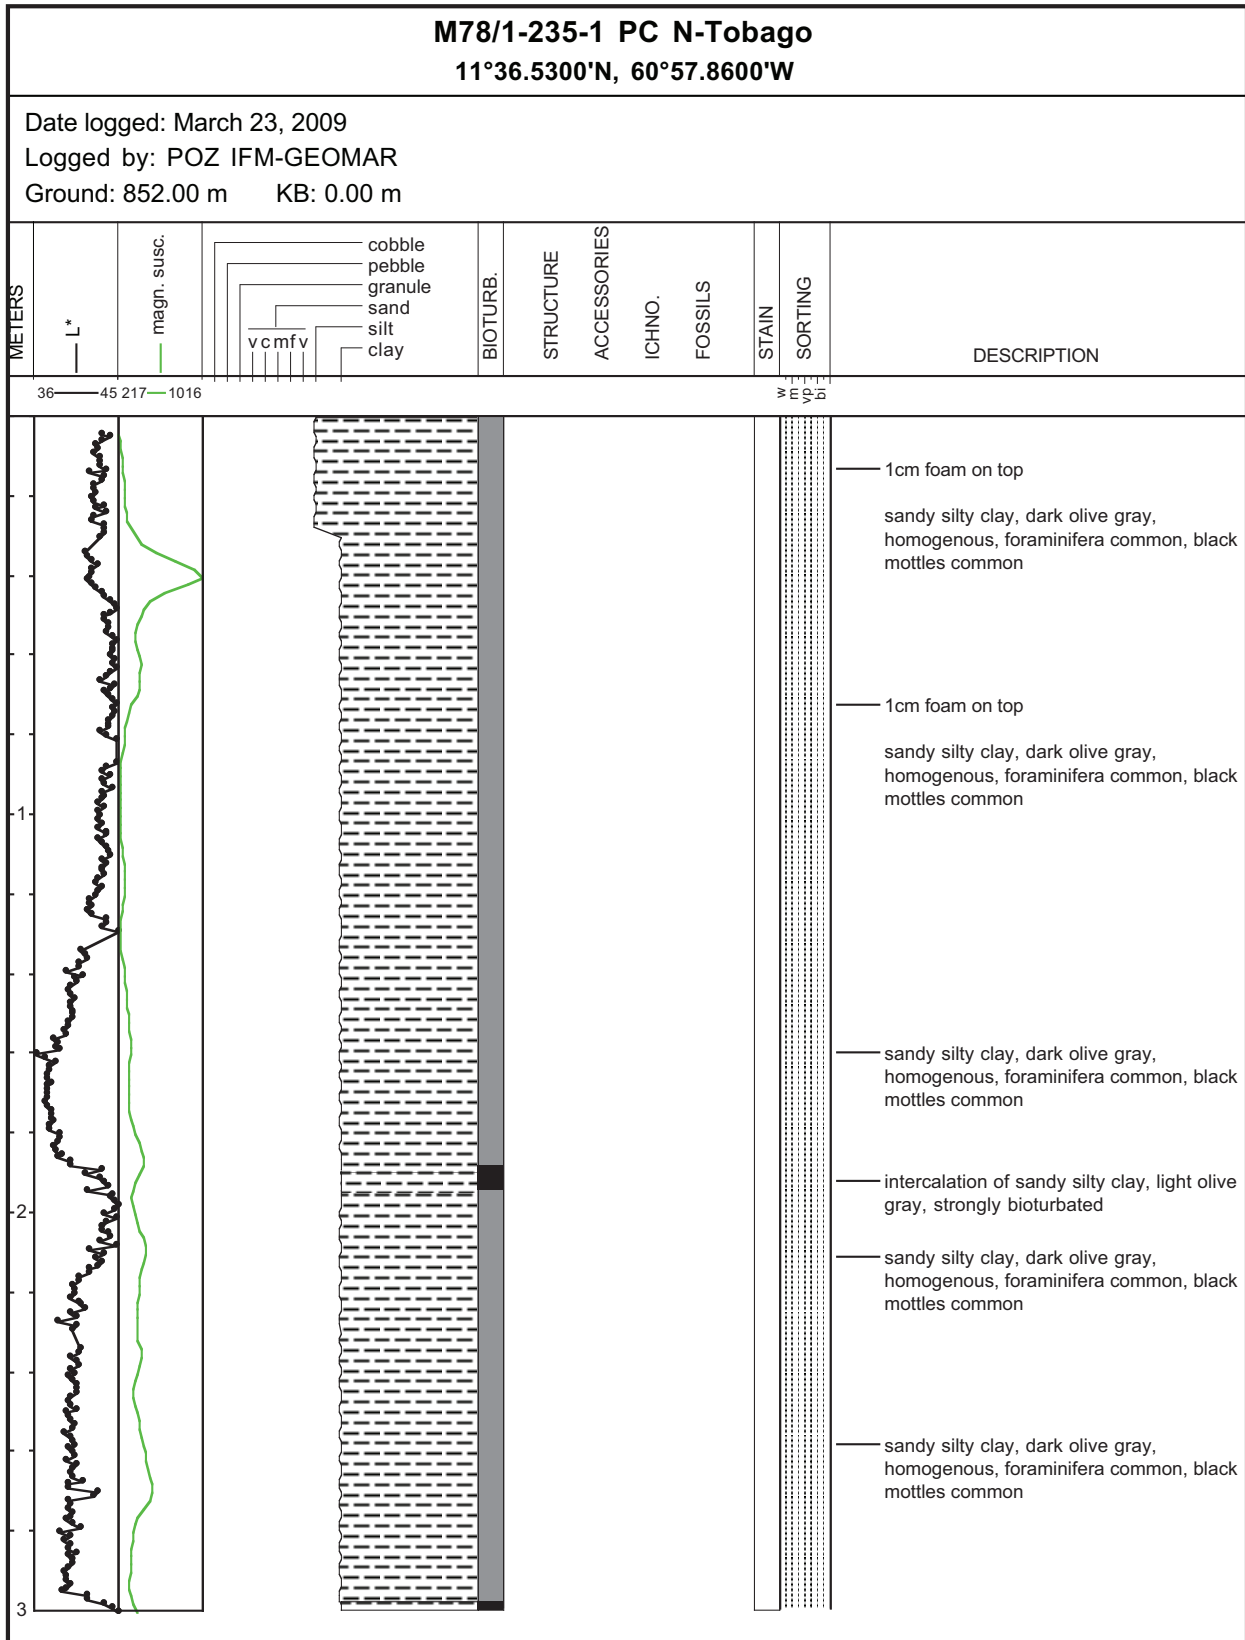 M78/1-235-1 PC N-Tobago
11°36.5300'N, 60°57.8600'W
Date logged: March 23, 2009
Logged by: POZ IFM-GEOMAR
Ground: 852.00 m KB: 0.00 m
METERS
L*
magn. susc.
cobble
pebble
granule
sand
silt
clay
v c m f v
BIOTURB.
STRUCTURE
ACCESSORIES
ICHNO.
FOSSILS
STAIN
SORTING
DESCRIPTION
36 45 217 1016
w
m
vp
bi
1cm foam on top
sandy silty clay, dark olive gray,
homogenous, foraminifera common, black
mottles common
1cm foam on top
sandy silty clay, dark olive gray,
homogenous, foraminifera common, black
mottles common
1
sandy silty clay, dark olive gray,
homogenous, foraminifera common, black
mottles common
intercalation of sandy silty clay, light olive
gray, strongly bioturbated
2
sandy silty clay, dark olive gray,
homogenous, foraminifera common, black
mottles common
sandy silty clay, dark olive gray,
homogenous, foraminifera common, black
mottles common
3